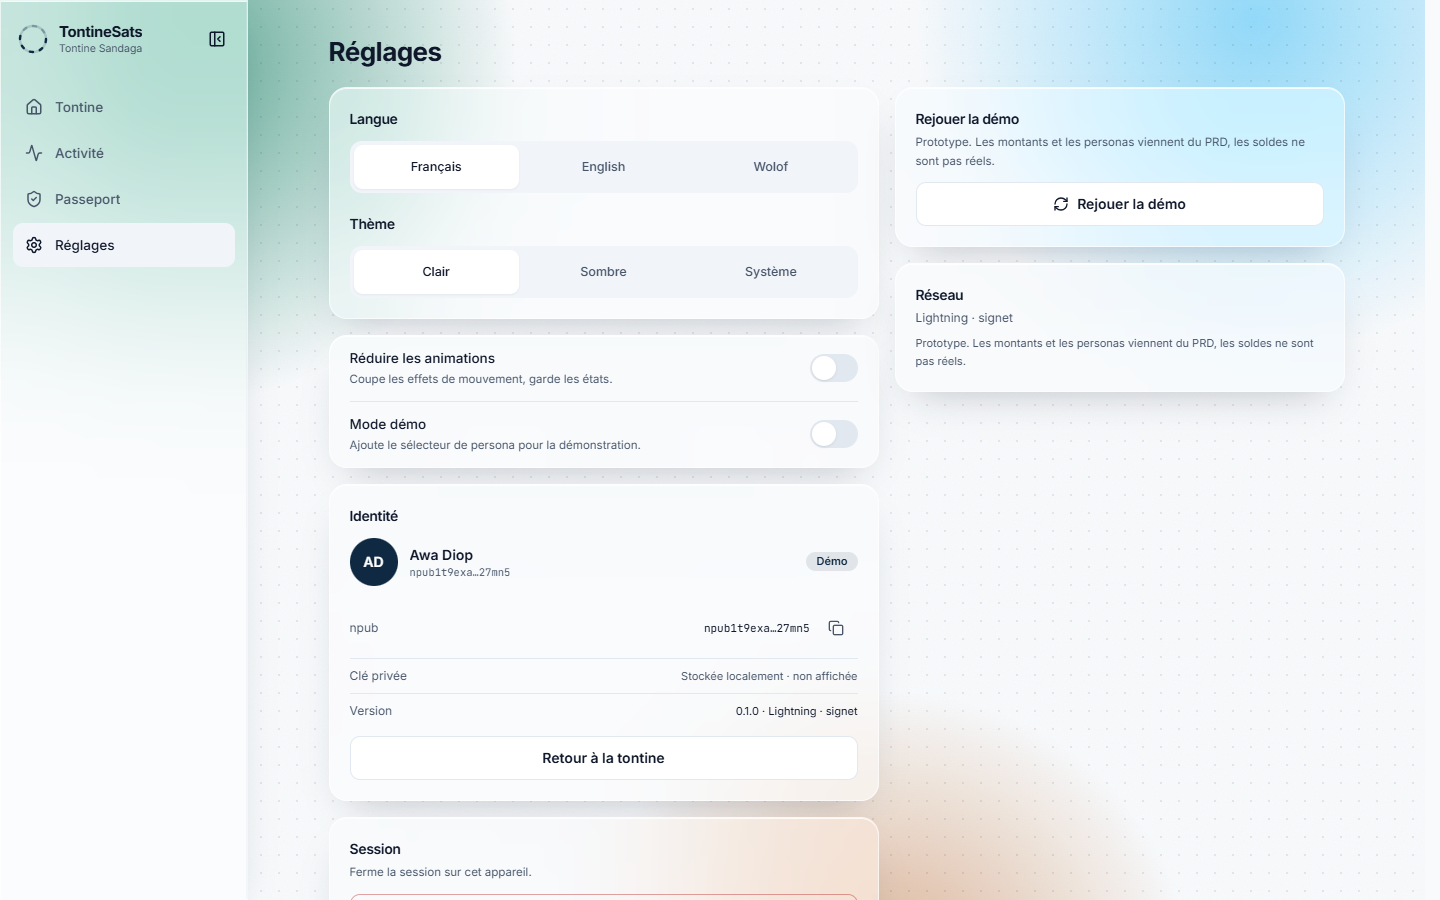 TontineSats
Tontine Sandaga
Tontine
Activité
Passeport
Réglages
Réglages
Langue
Français
English
Wolof
Thème
Clair
Sombre
Système
Réduire les animations
Coupe les effets de mouvement, garde les états.
Mode démo
Ajoute le sélecteur de persona pour la démonstration.
Identité
AD
Awa Diop
npub1t9exa…27mn5
Démo
npub
npub1t9exa…27mn5
Clé privée
Stockée localement · non affichée
Version
0.1.0 · Lightning · signet
Retour à la tontine
Session
Ferme la session sur cet appareil.
Rejouer la démo
Prototype. Les montants et les personas viennent du PRD, les soldes ne
sont pas réels.
Rejouer la démo
Réseau
Lightning · signet
Prototype. Les montants et les personas viennent du PRD, les soldes ne sont
pas réels.